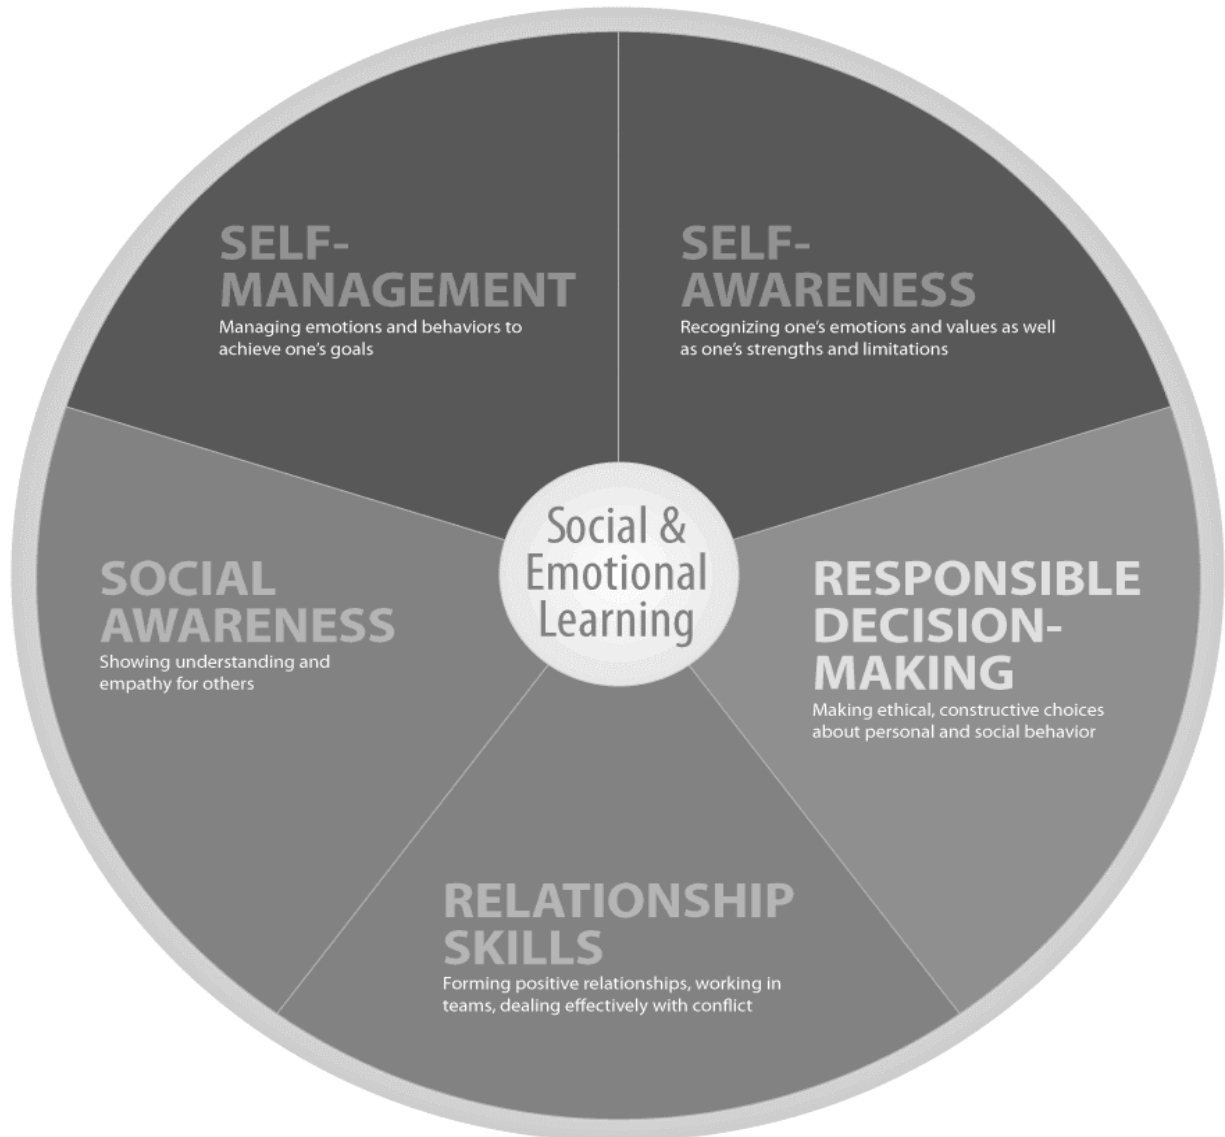 SELF-
MANAGEMENT
Managing emotions and behaviors to
achieve one’s goals
SELF-
AWARENESS
Recognizing one’s emotions and values as well
as one’s strengths and limitations
Social &
Emotional
Learning
SOCIAL
AWARENESS
Showing understanding and
empathy for others
RESPONSIBLE
DECISION-
MAKING
Making ethical, constructive choices
about personal and social behavior
RELATIONSHIP
SKILLS
Forming positive relationships, working in
teams, dealing effectively with conflict